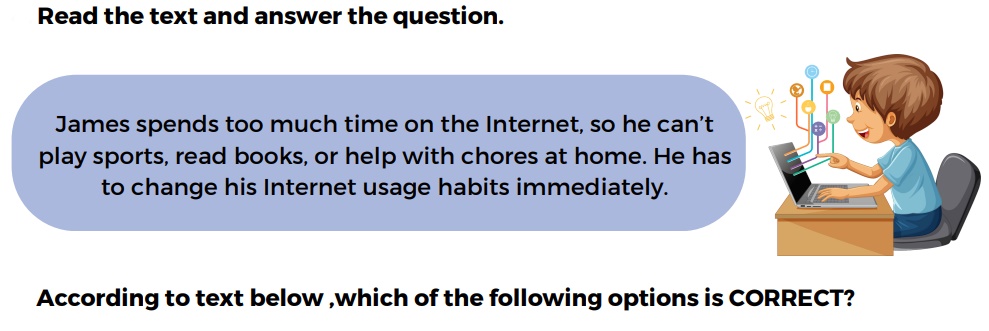 Read the text and answer the question.
James spends too much time on the Internet, so he can't
play sports, read books, or help with chores at home. He has
to change his Internet usage habits immediately.
According to text below ,which of the following options is CORRECT?